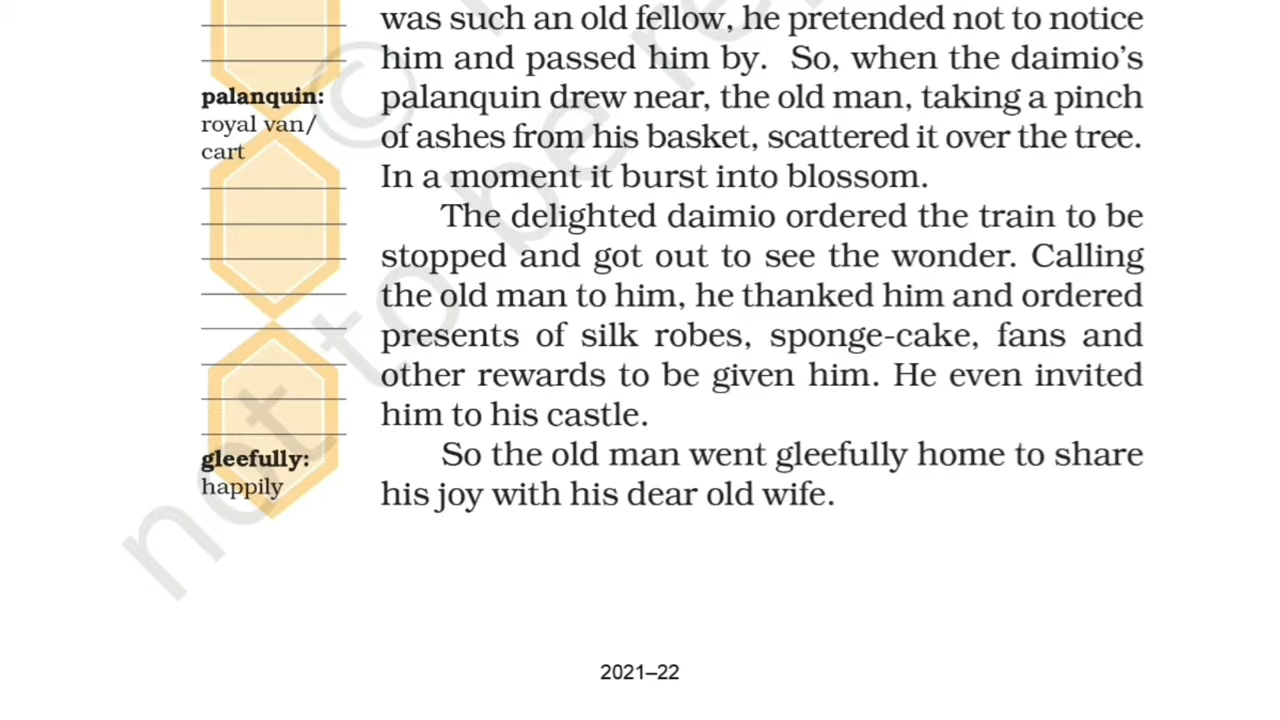 was such an old fellow, he pretended not to notice
him and passed him by. So, when the daimio's
palanquin drew near, the old man, taking a pinch
of ashes from his basket, scattered it over the tree.
In a moment it burst into blossom.
The delighted daimio ordered the train to be
stopped and got out to see the wonder. Calling
the old man to him, he thanked him and ordered
presents of silk robes, sponge-cake, fans and
other rewards to be given him. He even invited
him to his castle.
So the old man went gleefully home to share
his joy with his dear old wife.
palanquin:
royal van/
cart
gleefully:
happily
not to be re
©
2021–22